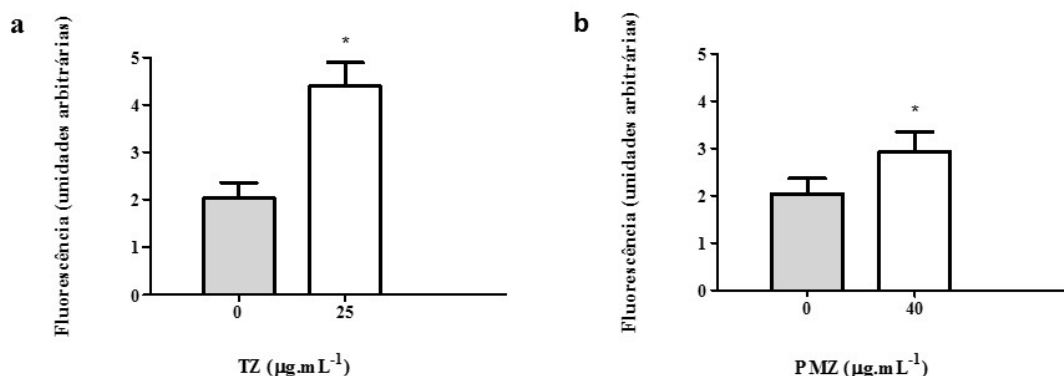 a
Fluorescência (unidades arbitrárias)
*
5
4
3
2
1
0
0 25
TZ (µg.mL-1)
b
Fluorescência (unidades arbitrárias)
*
5
4
3
2
1
0
0 40
PMZ (µg.mL-1)